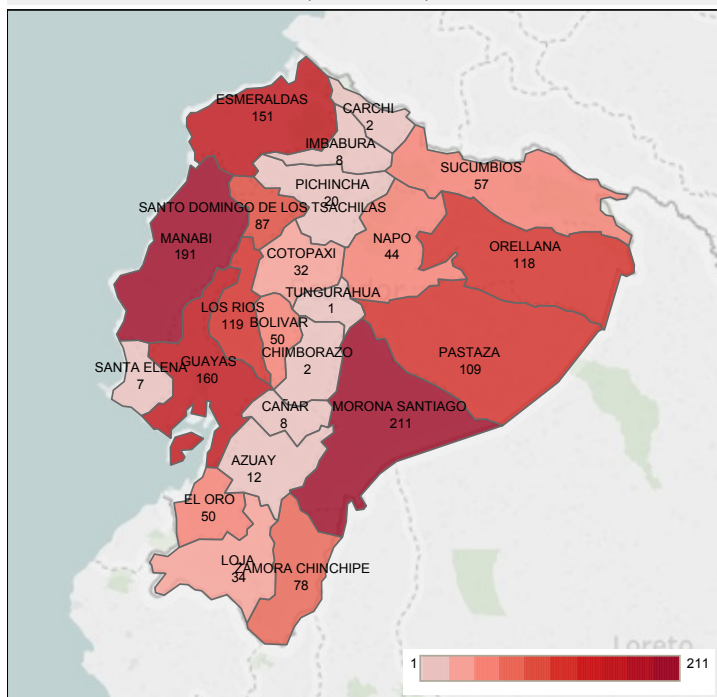 ESMERALDAS
151
CARCHI
2
IMBABURA
8
SUCUMBIOS
57
PICHINCHA
20
SANTO DOMINGO DE LOS TSACHILAS
87
MANABI
191
NAPO
44
ORELLANA
118
COTOPAXI
32
TUNGURAHUA
1
LOS RIOS
119
BOLIVAR
50
PASTAZA
109
CHIMBORAZO
2
SANTA ELENA
7
GUAYAS
160
CAÑAR
8
MORONA SANTIAGO
211
AZUAY
12
EL ORO
50
LOJA
34
ZAMORA CHINCHIPE
78
Loreto
1
211